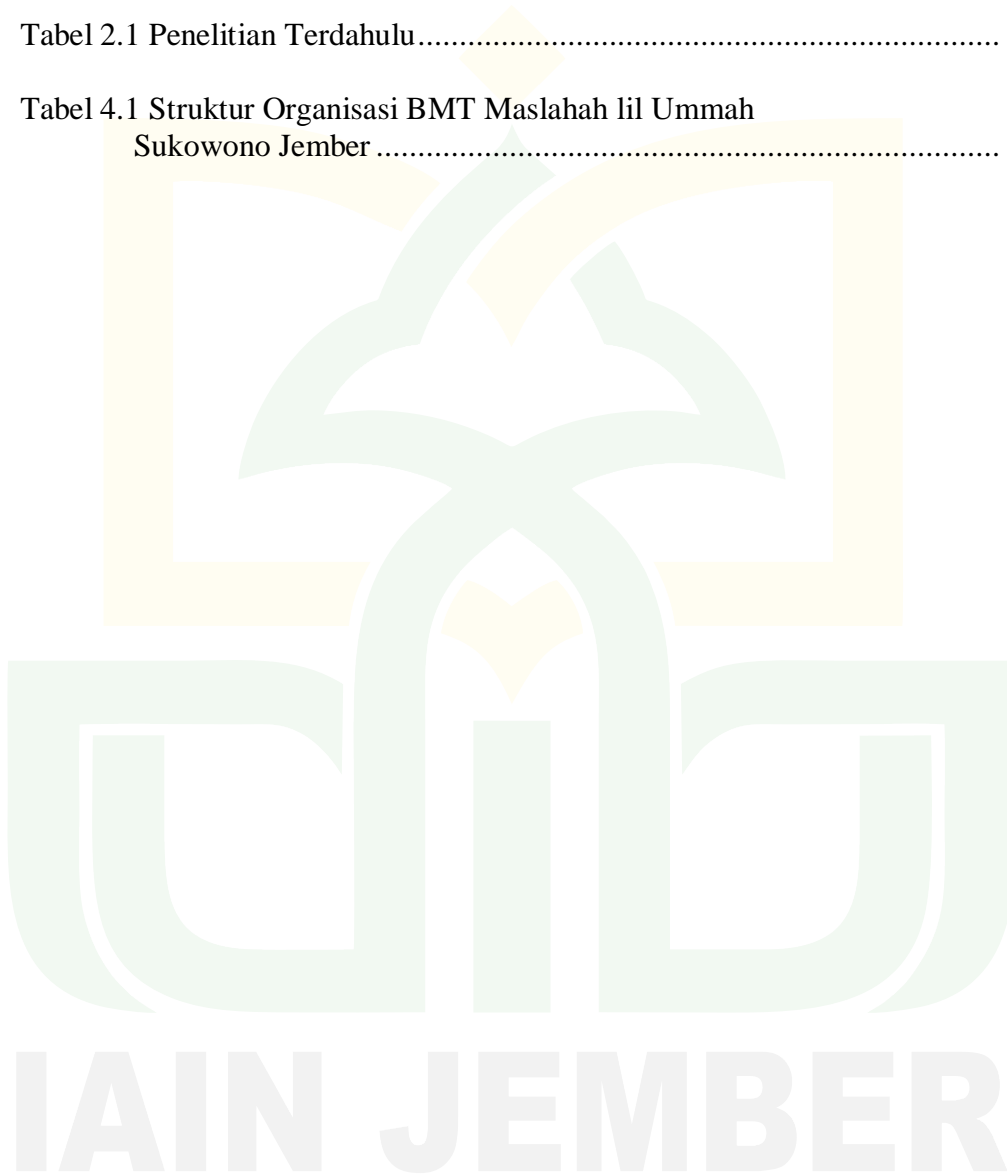 Tabel 2.1 Penelitian Terdahulu.......................................................................
Tabel 4.1 Struktur Organisasi BMT Maslahah lil Ummah
Sukowono Jember ...........................................................................
IAIN JEMBER